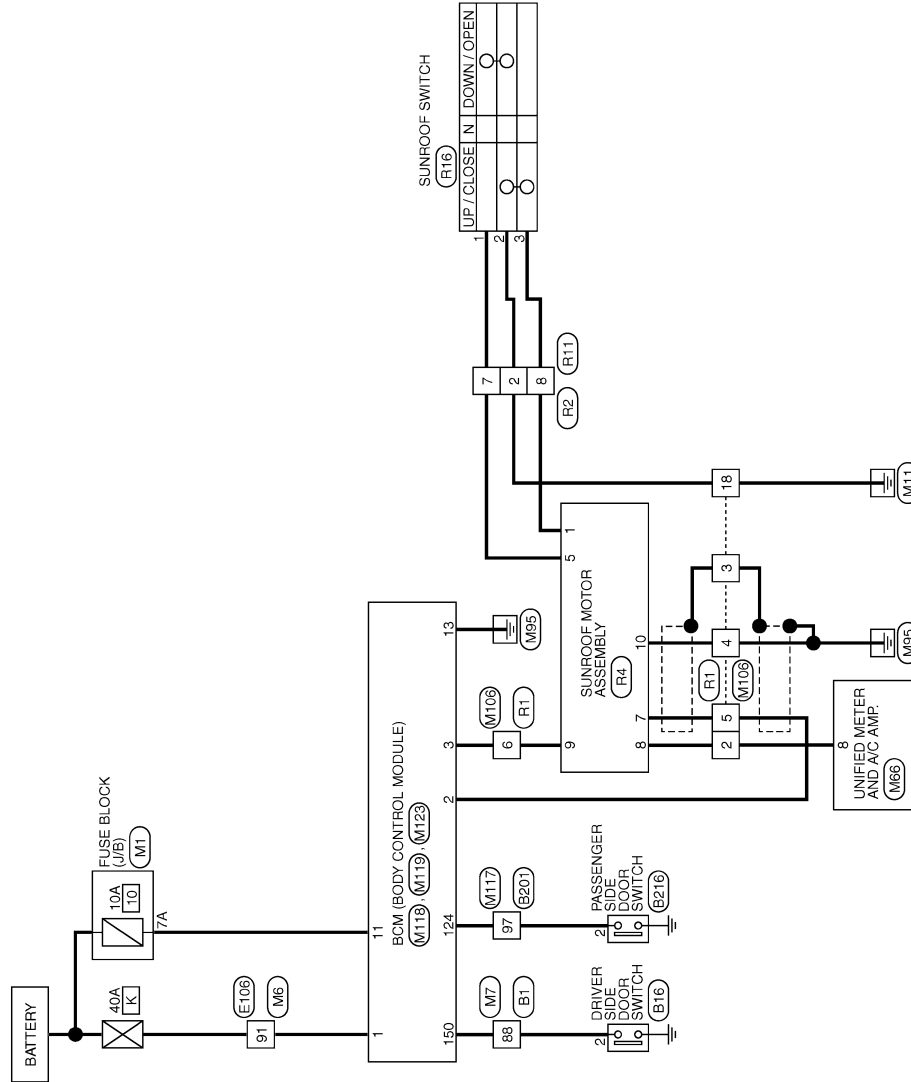 BATTERY
40A
K
10A
10
FUSE BLOCK
(J/B)
M1
7A
E106
91
M6
1
11
BCM (BODY CONTROL MODULE)
M118 , M119 , M123
150
124
2
3
13
M7
88
B1
M117
97
B201
M106
6
R1
M95
2
DRIVER
SIDE
DOOR
SWITCH
B16
2
PASSENGER
SIDE
DOOR
SWITCH
B216
9
5
1
SUNROOF MOTOR
ASSEMBLY
R4
8
7
10
R1
M106
2
5
4
3
18
8
UNIFIED METER
AND A/C AMP.
M66
M95
M11
R2
7
2
8
R11
SUNROOF SWITCH
R16
UP / CLOSE
N
DOWN / OPEN
1
2
3